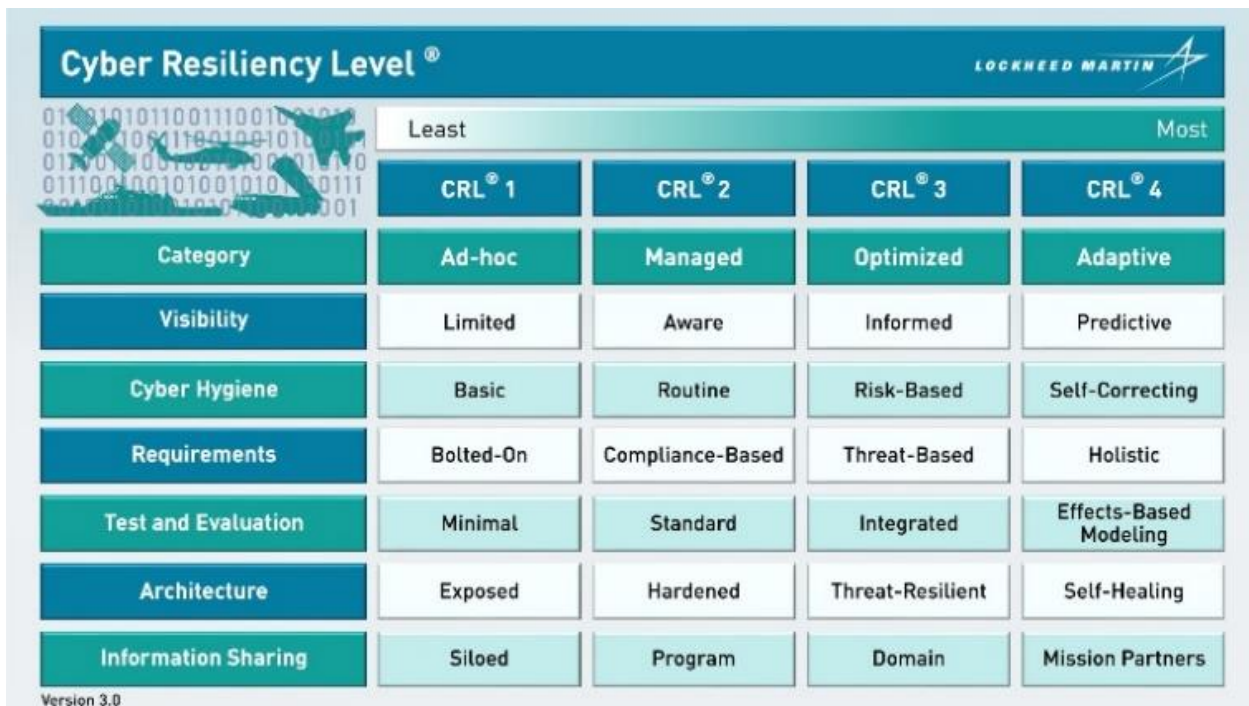 Cyber Resiliency Level ®
LOCKHEED MARTIN
Least Most
CRL® 1 CRL® 2 CRL® 3 CRL® 4
Category Ad-hoc Managed Optimized Adaptive
Visibility Limited Aware Informed Predictive
Cyber Hygiene Basic Routine Risk-Based Self-Correcting
Requirements Bolted-On Compliance-Based Threat-Based Holistic
Test and Evaluation Minimal Standard Integrated Effects-Based Modeling
Architecture Exposed Hardened Threat-Resilient Self-Healing
Information Sharing Siloed Program Domain Mission Partners
Version 3.0